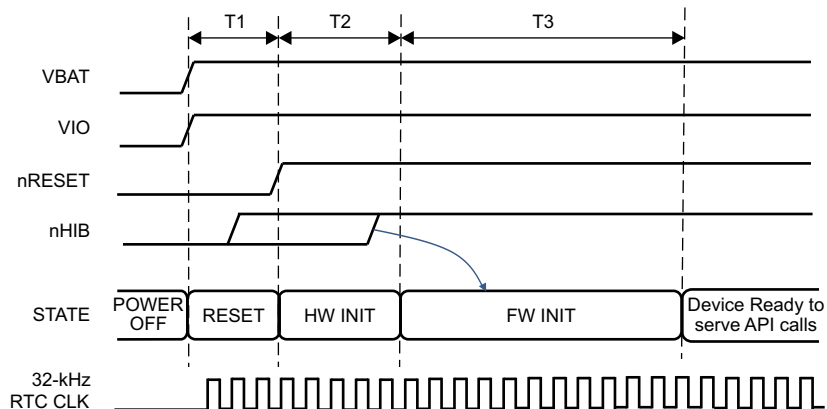 T1
T2
T3
VBAT
VIO
nRESET
nHIB
STATE
POWER
OFF
RESET
HW INIT
FW INIT
Device Ready to
serve API calls
32-kHz
RTC CLK